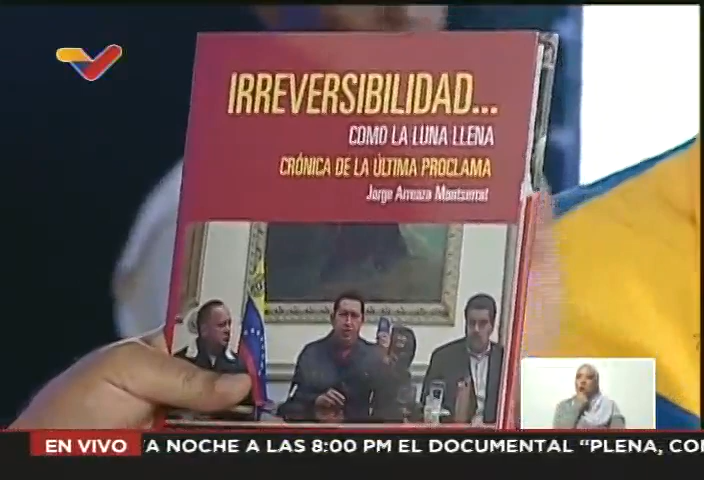 IRREVERSIBILIDAD...
COMO LA LUNA LLENA
CRÓNICA DE LA ÚLTIMA PROCLAMA
Jorge Arreaza Montserrat
EN VIVO
A NOCHE A LAS 8:00 PM EL DOCUMENTAL “PLENA, CO